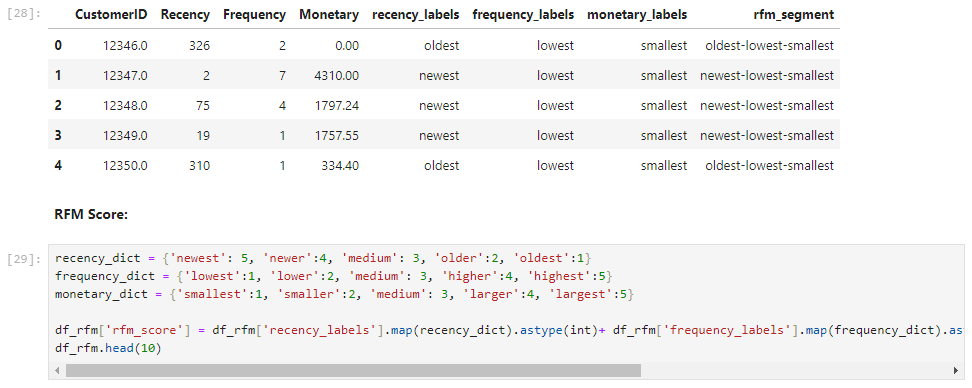 [28]: CustomerID Recency Frequency Monetary recency_labels frequency_labels monetary_labels rfm_segment
0 12346.0 326 2 0.00 oldest lowest smallest oldest-lowest-smallest
1 12347.0 2 7 4310.00 newest lowest smallest newest-lowest-smallest
2 12348.0 75 4 1797.24 newest lowest smallest newest-lowest-smallest
3 12349.0 19 1 1757.55 newest lowest smallest newest-lowest-smallest
4 12350.0 310 1 334.40 oldest lowest smallest oldest-lowest-smallest
RFM Score:
[29]: recency_dict = {'newest': 5, 'newer':4, 'medium': 3, 'older':2, 'oldest':1}
frequency_dict = {'lowest':1, 'lower':2, 'medium': 3, 'higher':4, 'highest':5}
monetary_dict = {'smallest':1, 'smaller':2, 'medium': 3, 'larger':4, 'largest':5}
df_rfm['rfm_score'] = df_rfm['recency_labels'].map(recency_dict).astype(int)+ df_rfm['frequency_labels'].map(frequency_dict).as
df_rfm.head(10)